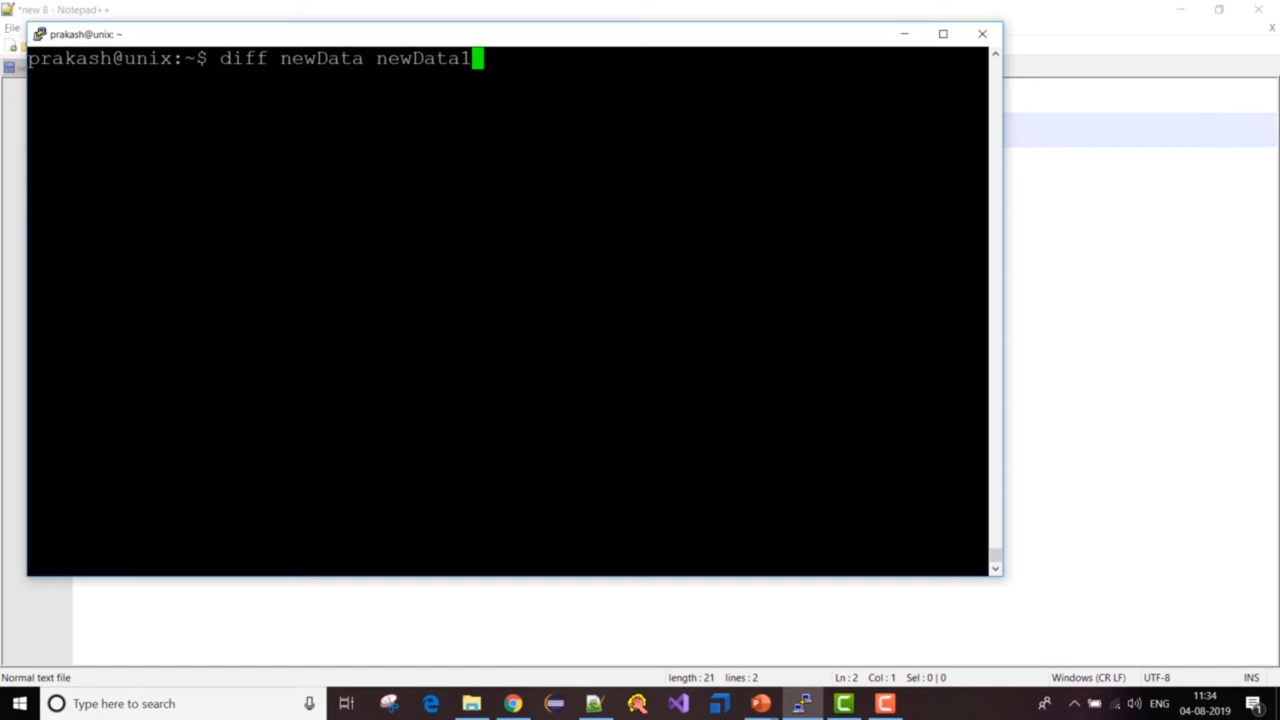 *new 8 - Notepad++
File
X
prakash@unix: ~
prakash@unix:~$ diff newData newData1
Normal text file
length : 21 lines : 2
Ln : 2 Col : 1 Sel : 0 | 0
Windows (CR LF)
UTF-8
INS
Type here to search
ENG
11:34
04-08-2019
1